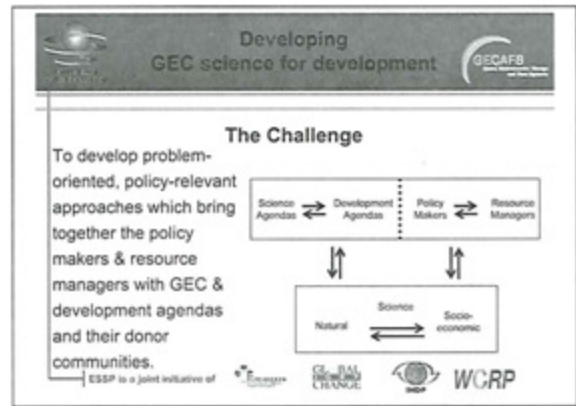 Developing
GEC science for development
GECAFS
The Challenge
To develop problem-
oriented, policy-relevant
approaches which bring
together the policy
makers & resource
managers with GEC &
development agendas
and their donor
communities.
Science
Agendas
Development
Agendas
Policy
Makers
Resource
Managers
Science
Natural
Socio-
economic
ESSP is a joint initiative of
GLOBAL
CHANGE
IHDP
WCRP